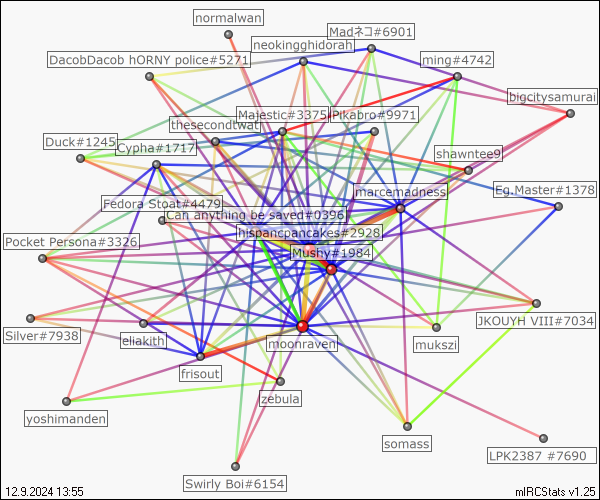 normalwan
Madネコ#6901
neokingghidorah
DacobDacob hORNY police#5271
ming#4742
bigcitysamurai
Majestic#3375
Pikabro#9971
thesecondtwat
Duck#1245
Cypha#1717
shawntee9
marcemadness
Eg.Master#1378
Fedora Stoat#4479
Can anything be saved#0396
hispanicpancakes#2928
Pocket Persona#3326
Mushy#1984
JKOUYH VIII#7034
Silver#7938
eliakith
moonraven
mukszi
frisout
zebula
yoshimanden
somass
LPK2387 #7690
Swirly Boi#6154
12.9.2024 13:55
mIRCStats v1.25